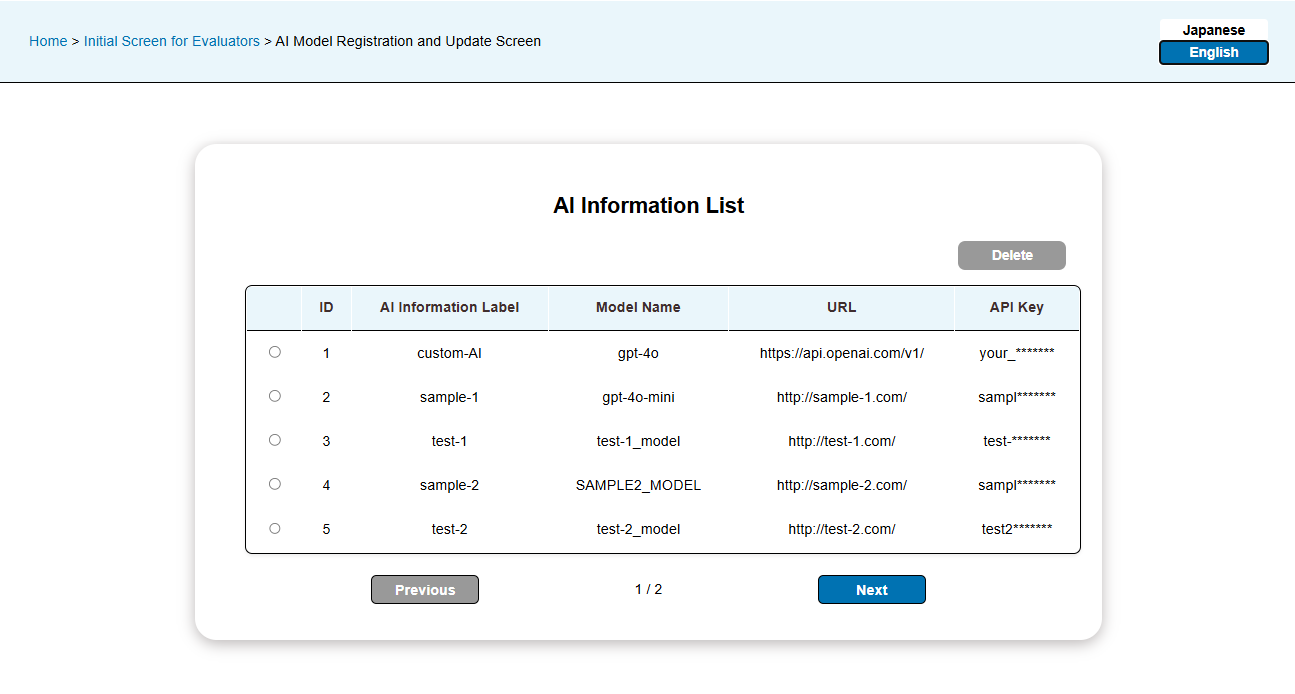 Home > Initial Screen for Evaluators > AI Model Registration and Update Screen
Japanese
English
AI Information List
Delete
ID AI Information Label Model Name URL API Key
1 custom-AI gpt-4o https://api.openai.com/v1/ your_*******
2 sample-1 gpt-4o-mini http://sample-1.com/ sampl*******
3 test-1 test-1_model http://test-1.com/ test-*******
4 sample-2 SAMPLE2_MODEL http://sample-2.com/ sampl*******
5 test-2 test-2_model http://test-2.com/ test2*******
Previous 1 / 2 Next